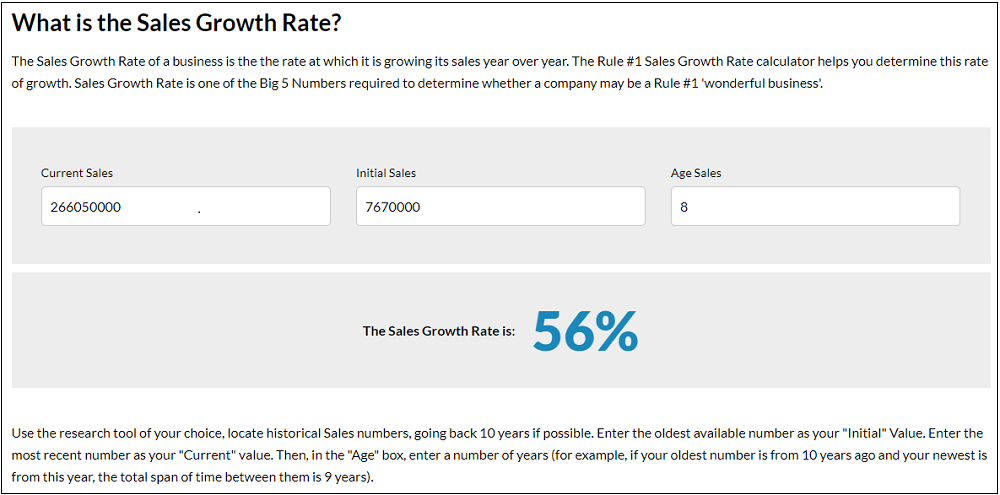 What is the Sales Growth Rate?
The Sales Growth Rate of a business is the the rate at which it is growing its sales year over year. The Rule #1 Sales Growth Rate calculator helps you determine this rate
of growth. Sales Growth Rate is one of the Big 5 Numbers required to determine whether a company may be a Rule #1 'wonderful business'.
Current Sales Initial Sales Age Sales
266050000 . 7670000 8
The Sales Growth Rate is: 56%
Use the research tool of your choice, locate historical Sales numbers, going back 10 years if possible. Enter the oldest available number as your "Initial" Value. Enter the
most recent number as your "Current" value. Then, in the "Age" box, enter a number of years (for example, if your oldest number is from 10 years ago and your newest is
from this year, the total span of time between them is 9 years).